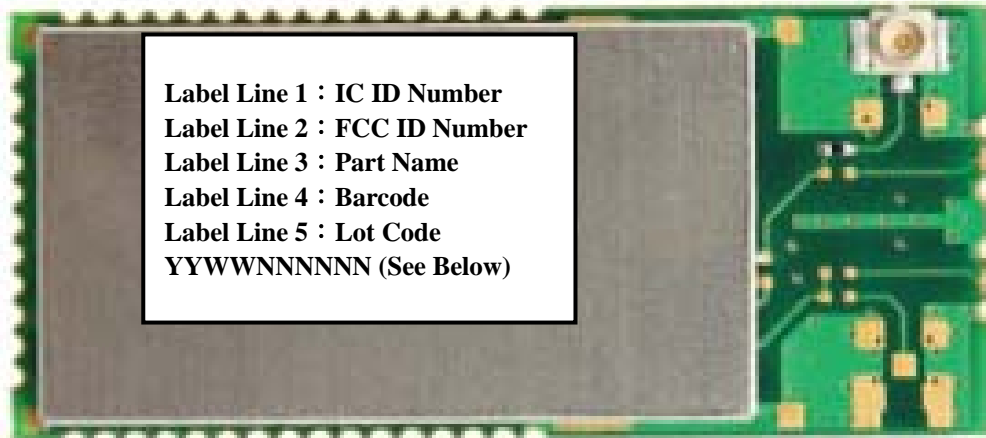 Label Line 1：IC ID Number
Label Line 2：FCC ID Number
Label Line 3：Part Name
Label Line 4：Barcode
Label Line 5：Lot Code
YYWWNNNNNN (See Below)